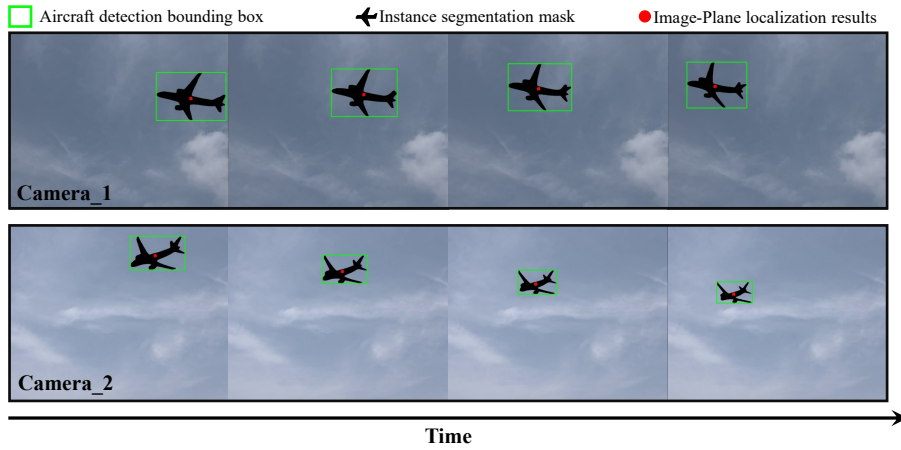 Aircraft detection bounding box
Instance segmentation mask
Image-Plane localization results
Camera_1
Camera_2
Time